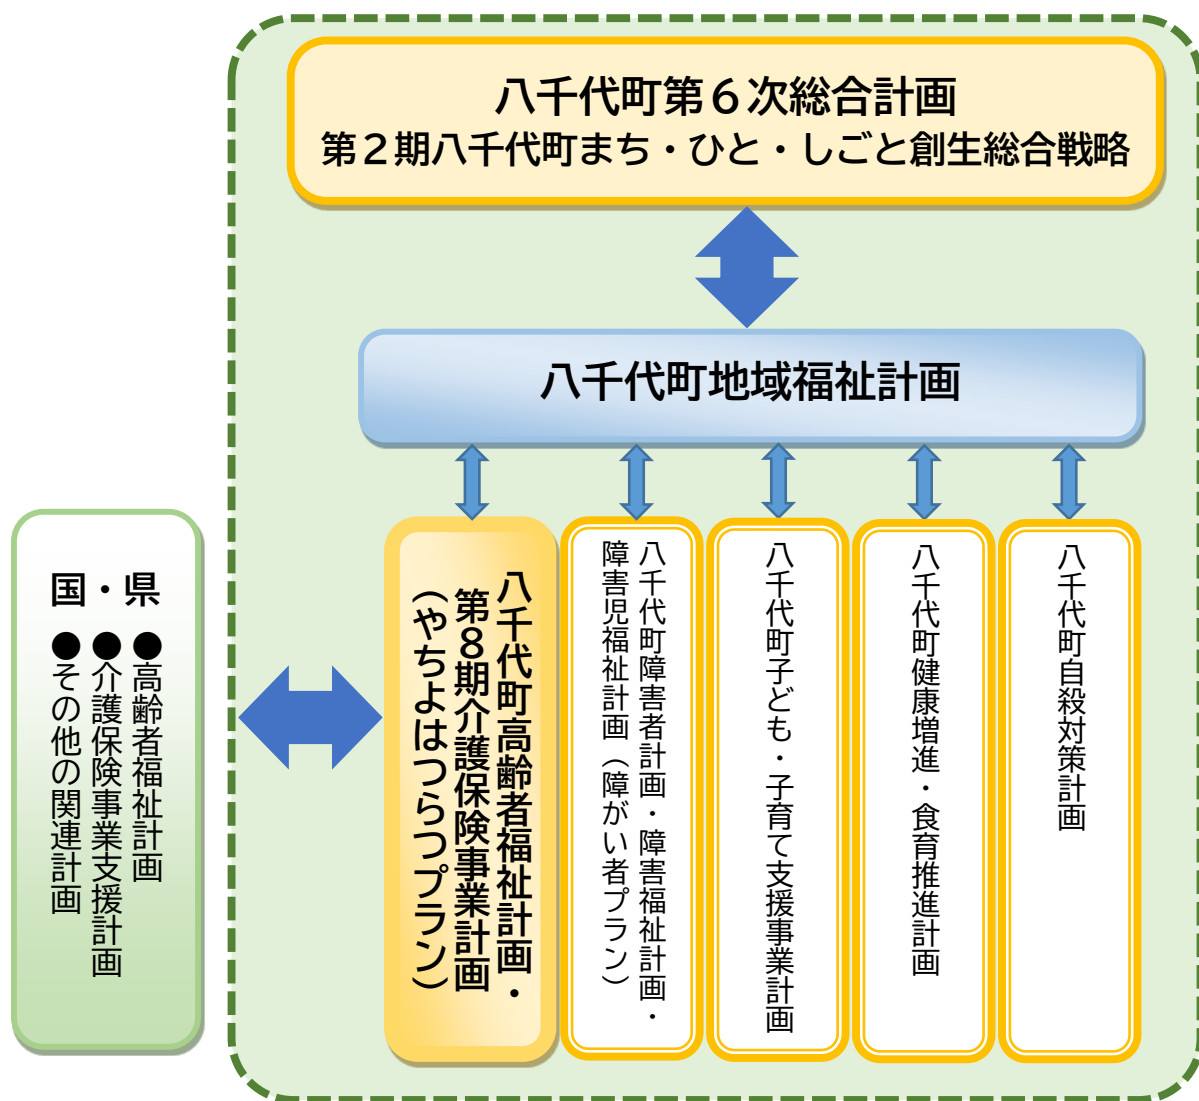 八千代町第６次総合計画
第２期八千代町まち・ひと・しごと創生総合戦略
八千代町地域福祉計画
国・県
●高齢者福祉計画
●介護保険事業支援計画
●その他の関連計画
八千代町高齢者福祉計画・
第８期介護保険事業計画
（やちよはつらつプラン）
八千代町障害者計画・障害福祉計画・
障害児福祉計画（障がい者プラン）
八千代町子ども・子育て支援事業計画
八千代町健康増進・食育推進計画
八千代町自殺対策計画